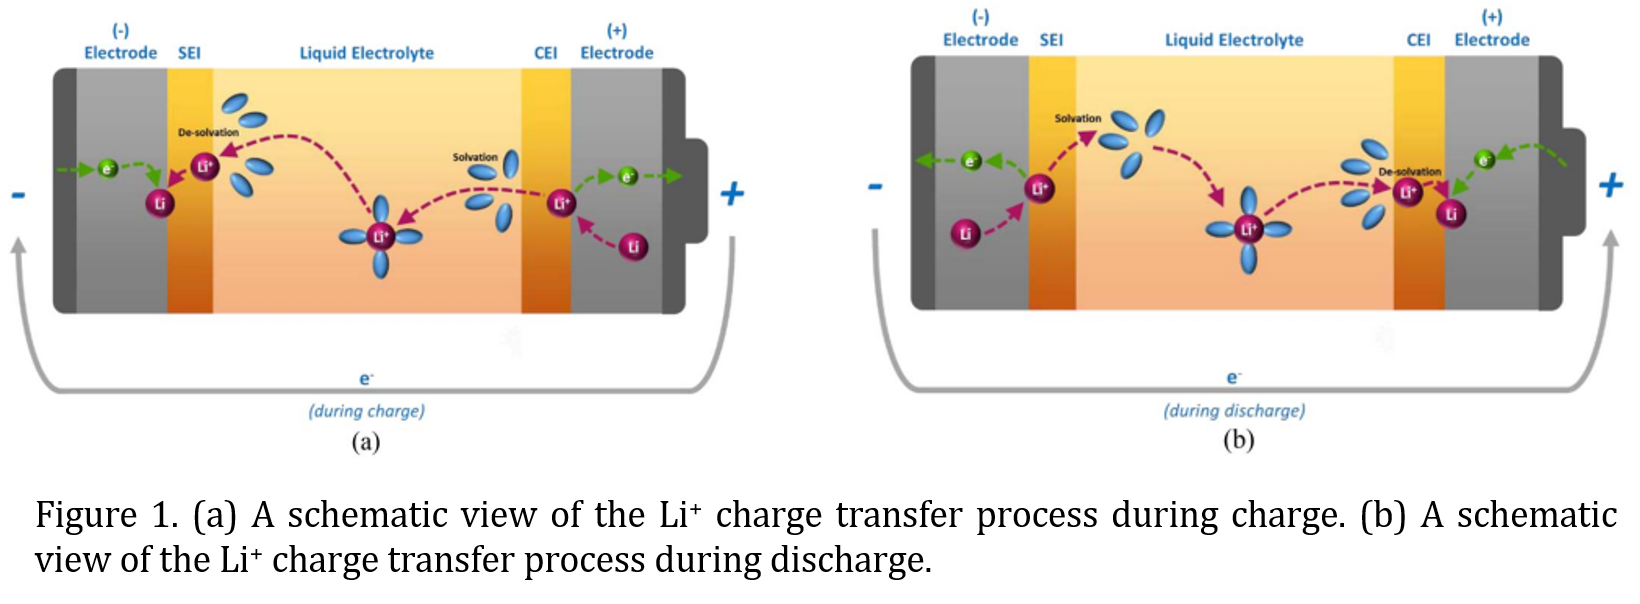 (-)
Electrode SEI Liquid Electrolyte CEI
(+)
Electrode
De-solvation
Solvation
e-
Li+
Li
Li+
Li+
e-
Li
-
+
e-
(during charge)
(a)
(-)
Electrode SEI Liquid Electrolyte CEI
(+)
Electrode
Solvation
De-solvation
e-
Li+
Li
Li+
Li+
Li
e-
-
+
e-
(during discharge)
(b)
Figure 1. (a) A schematic view of the Li⁺ charge transfer process during charge. (b) A schematic
view of the Li⁺ charge transfer process during discharge.